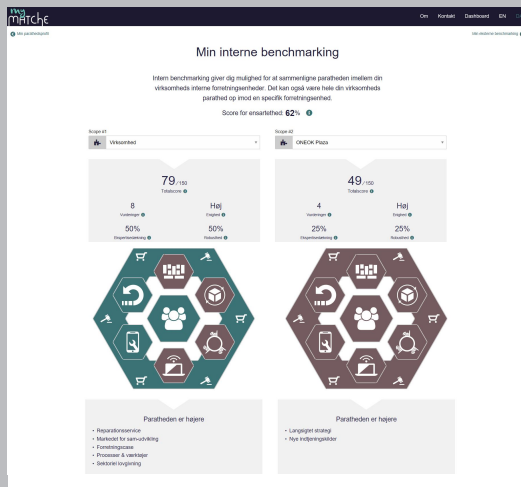 my
MATCHE
Om Kontakt Dashboard EN
Min parathedsprofil
Min eksterne benchmarking
Min interne benchmarking
Intern benchmarking giver dig mulighed for at sammenligne paratheden imellem din
virksomheds interne forretningsenheder. Det kan også være hele din virksomheds
parathed op imod en specifik forretningsenhed.
Score for ensartethed: 62%
Scope #1
Virksomhed
Scope #2
ONEOK Plaza
79/150
Totalscore
8 Høj
Vurderinger Enighed
50% 50%
Ekspertisedækning Robusthed
49/150
Totalscore
4 Høj
Vurderinger Enighed
25% 25%
Ekspertisedækning Robusthed
Paratheden er højere
• Reparationsservice
• Markedet for sam-udvikling
• Forretningscase
• Processer & værktøjer
• Sektoriel lovgivning
Paratheden er højere
• Langsigtet strategi
• Nye indtjeningskilder